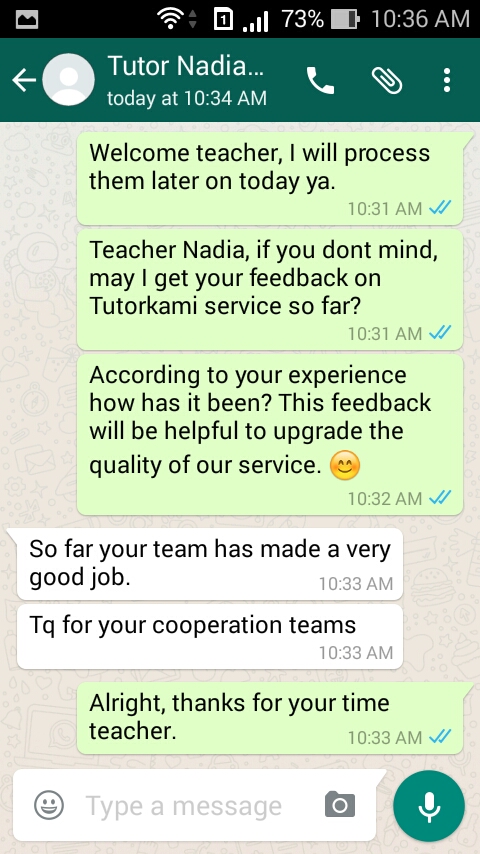 1 73% 10:36 AM
Tutor Nadia...
today at 10:34 AM
Welcome teacher, I will process
them later on today ya.
10:31 AM
Teacher Nadia, if you dont mind,
may I get your feedback on
Tutorkami service so far?
10:31 AM
According to your experience
how has it been? This feedback
will be helpful to upgrade the
quality of our service. 😊
10:32 AM
So far your team has made a very
good job.
10:33 AM
Tq for your cooperation teams
10:33 AM
Alright, thanks for your time
teacher.
10:33 AM
Type a message